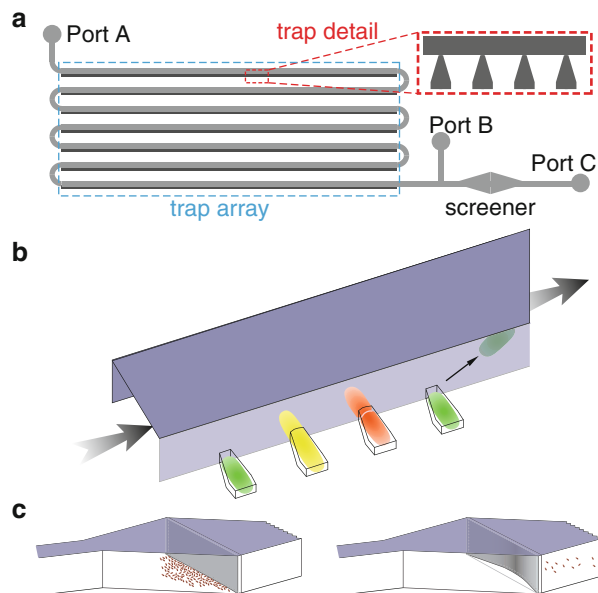 a
Port A
trap detail
Port B
Port C
trap array
screener
b
c